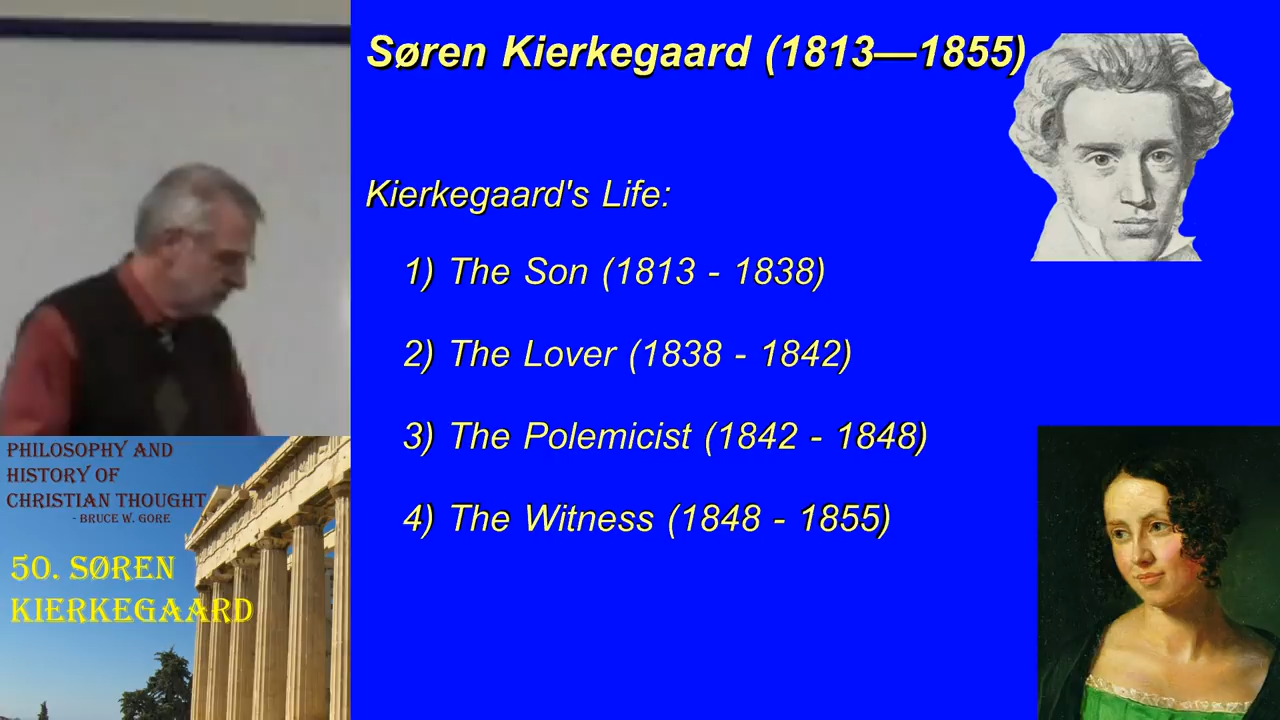 Søren Kierkegaard (1813—1855)
Kierkegaard's Life:
1) The Son (1813 - 1838)
2) The Lover (1838 - 1842)
3) The Polemicist (1842 - 1848)
4) The Witness (1848 - 1855)
PHILOSOPHY AND
HISTORY OF
CHRISTIAN THOUGHT
- BRUCE W. GORE
50. SØREN
KIERKEGAARD